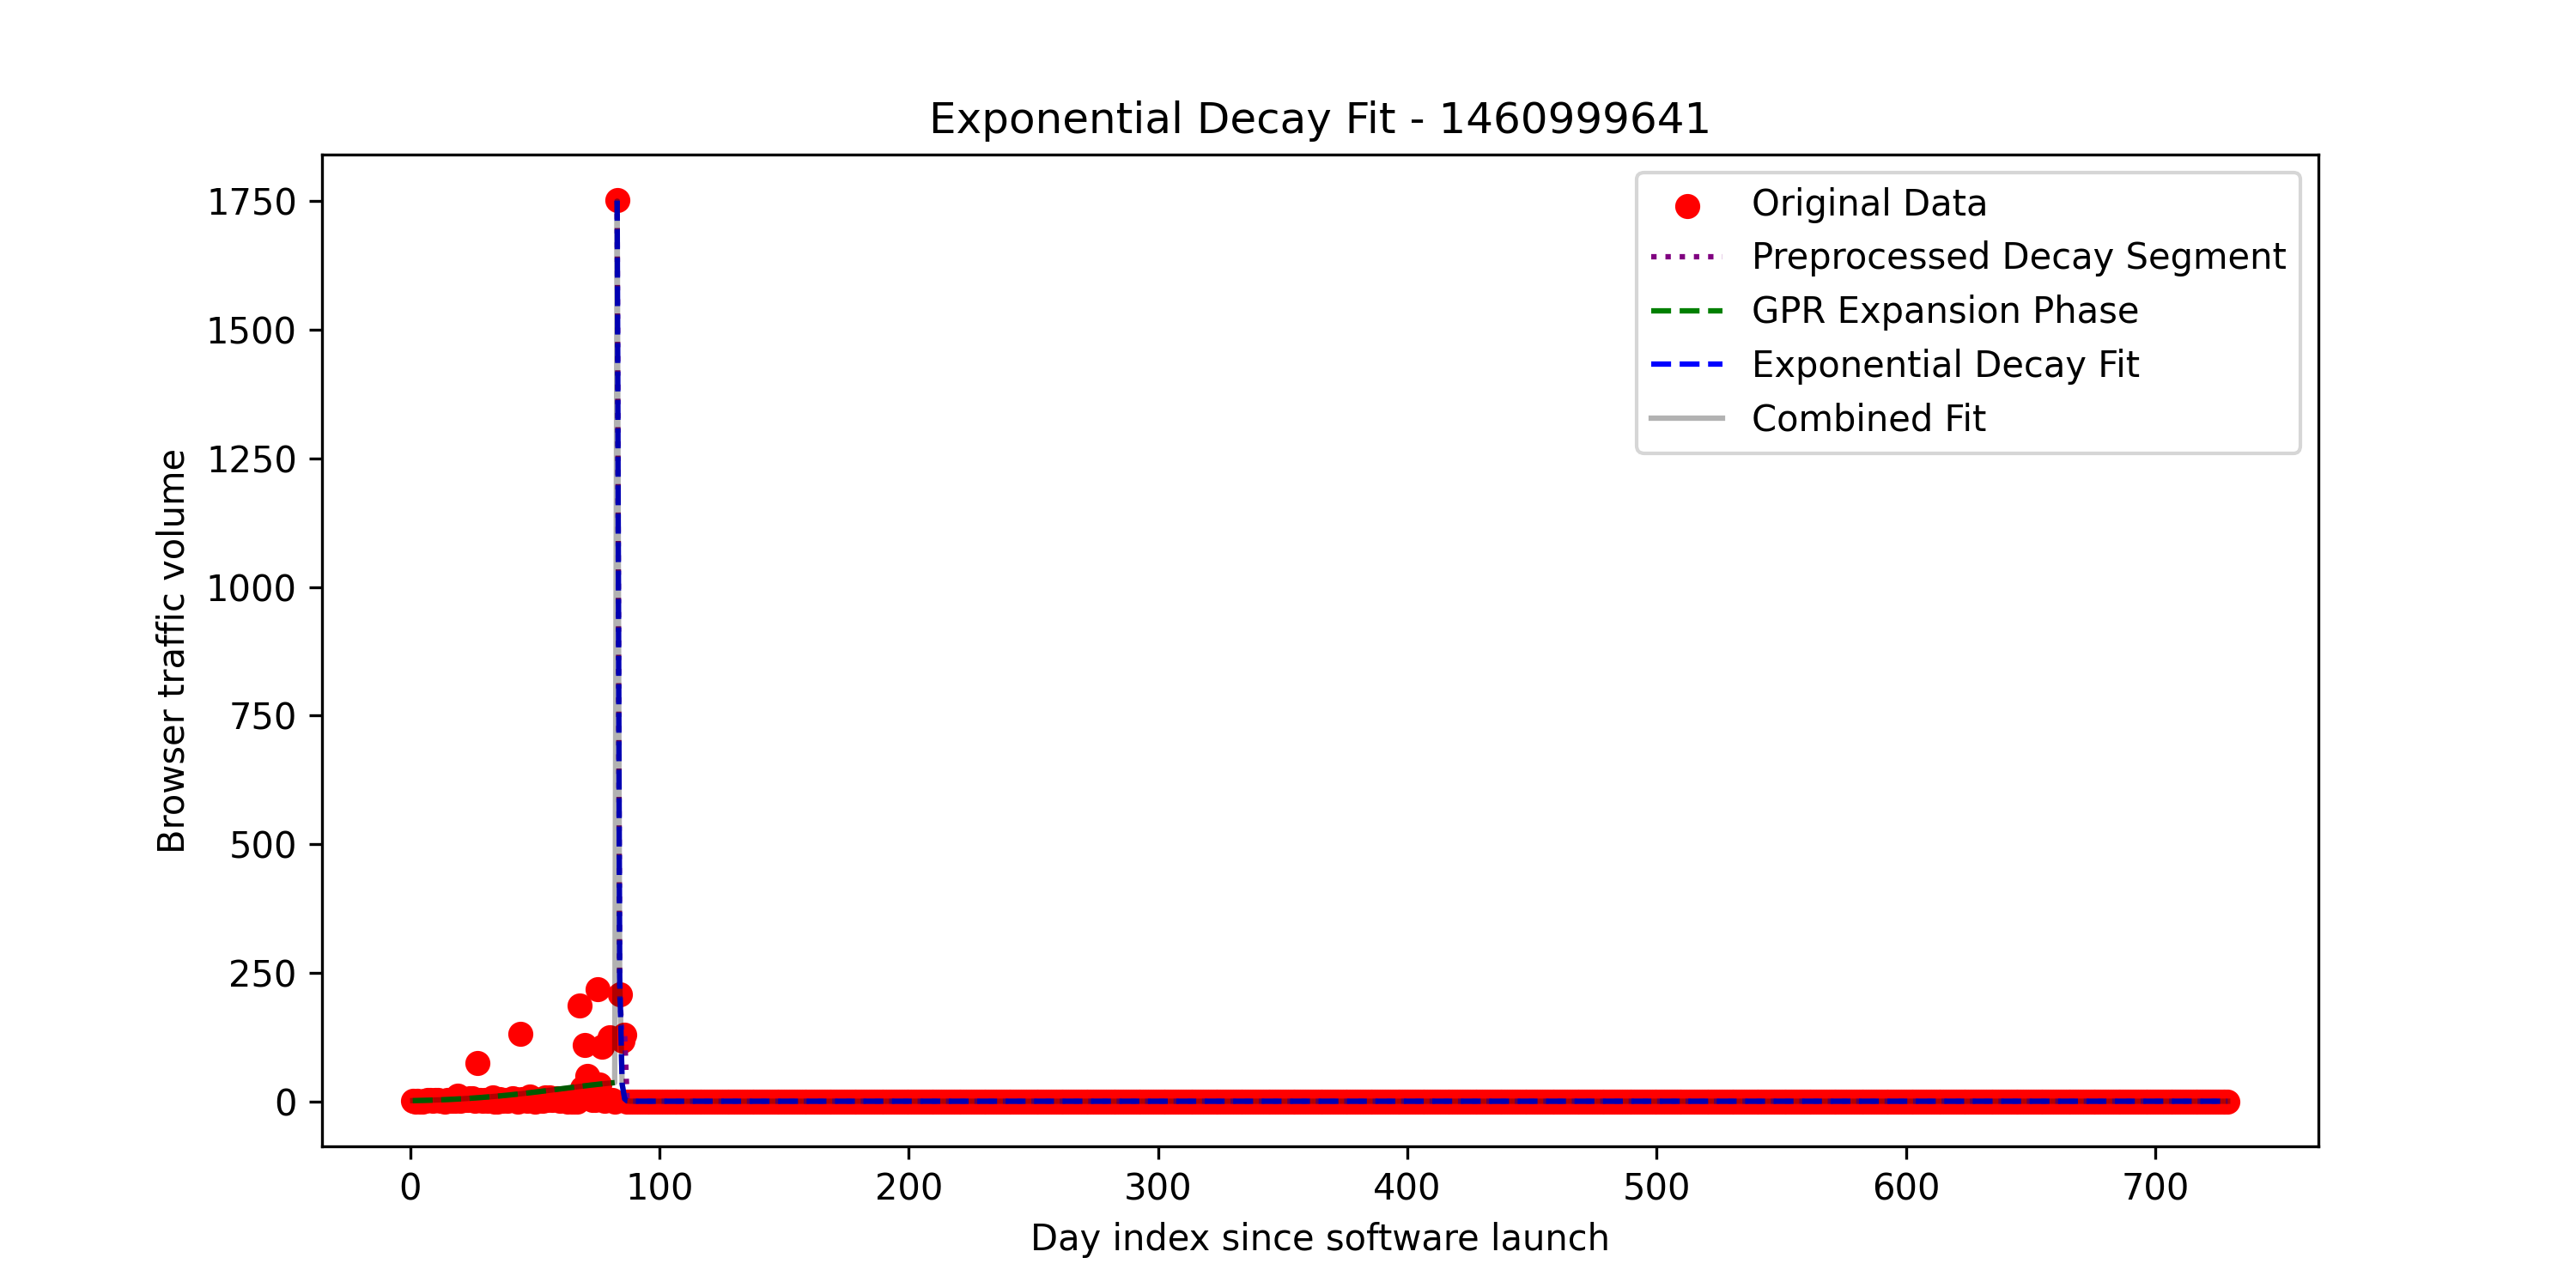 Exponential Decay Fit - 1460999641
Original Data
Preprocessed Decay Segment
GPR Expansion Phase
Exponential Decay Fit
Combined Fit
Browser traffic volume
1750
1500
1250
1000
750
500
250
0
0 100 200 300 400 500 600 700
Day index since software launch